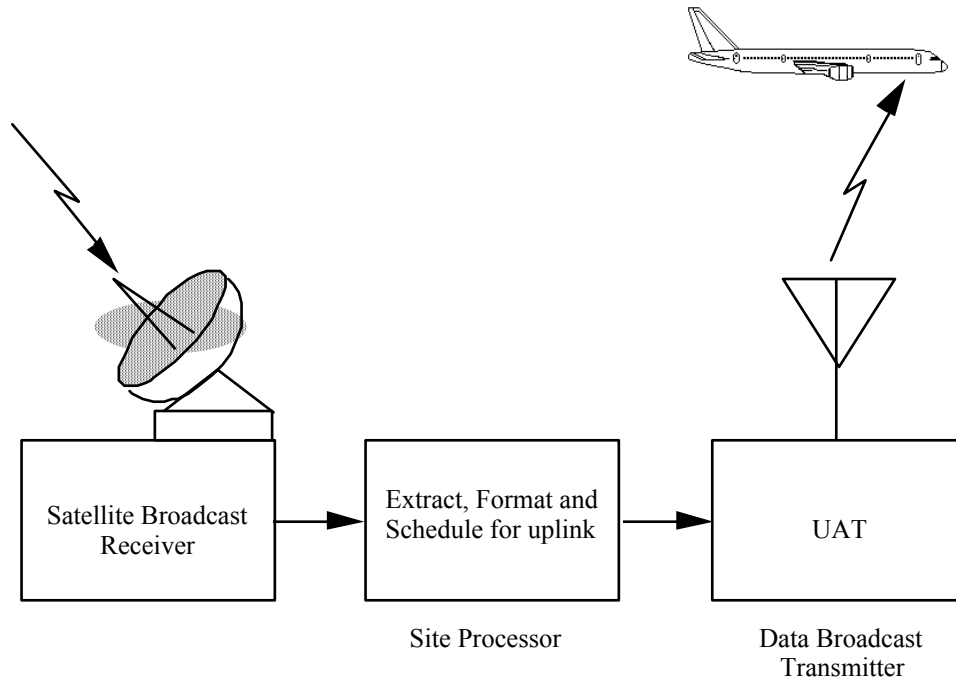 Satellite Broadcast
Receiver
Extract, Format and
Schedule for uplink
UAT
Site Processor
Data Broadcast
Transmitter